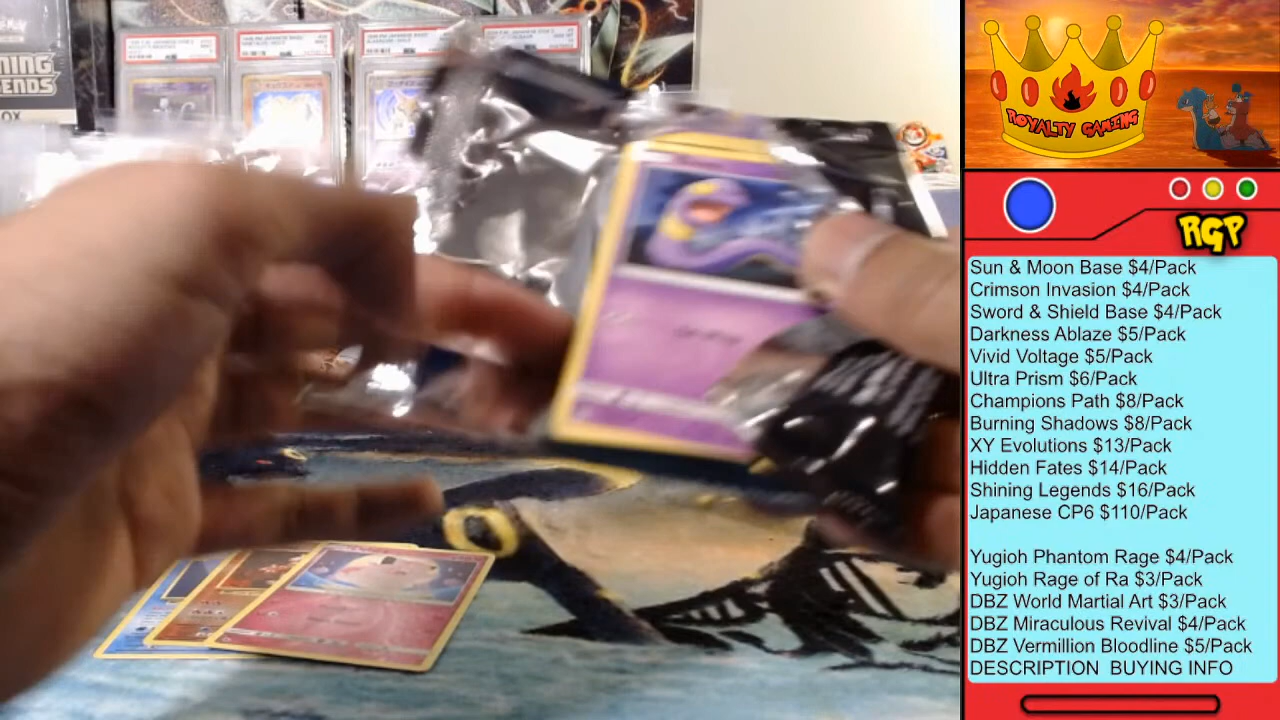 NING
ENDS
OX
ROYALTY GAMING
RGP
Sun & Moon Base $4/Pack
Crimson Invasion $4/Pack
Sword & Shield Base $4/Pack
Darkness Ablaze $5/Pack
Vivid Voltage $5/Pack
Ultra Prism $6/Pack
Champions Path $8/Pack
Burning Shadows $8/Pack
XY Evolutions $13/Pack
Hidden Fates $14/Pack
Shining Legends $16/Pack
Japanese CP6 $110/Pack
Yugioh Phantom Rage $4/Pack
Yugioh Rage of Ra $3/Pack
DBZ World Martial Art $3/Pack
DBZ Miraculous Revival $4/Pack
DBZ Vermillion Bloodline $5/Pack
DESCRIPTION BUYING INFO